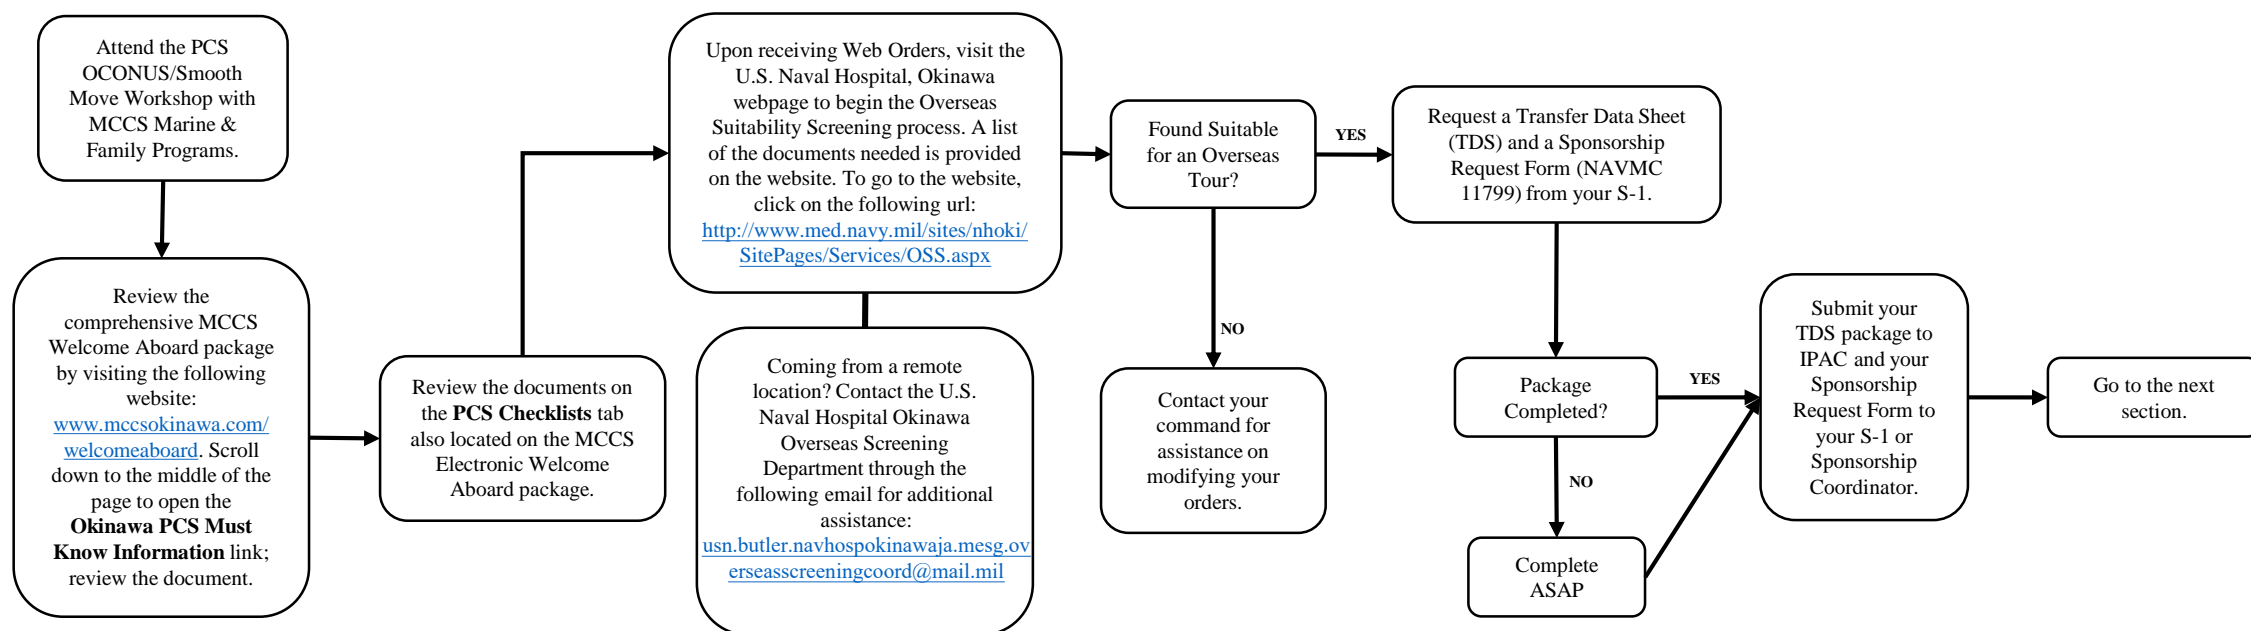 Attend the PCS
OCONUS/Smooth
Move Workshop with
MCCS Marine &
Family Programs.
Review the
comprehensive MCCS
Welcome Aboard package
by visiting the following
website:
www.mccsokinawa.com/
welcomeaboard. Scroll
down to the middle of the
page to open the
Okinawa PCS Must
Know Information link;
review the document.
Review the documents on
the PCS Checklists tab
also located on the MCCS
Electronic Welcome
Aboard package.
Upon receiving Web Orders, visit the
U.S. Naval Hospital, Okinawa
webpage to begin the Overseas
Suitability Screening process. A list
of the documents needed is provided
on the website. To go to the website,
click on the following url:
http://www.med.navy.mil/sites/nhoki/
SitePages/Services/OSS.aspx
Coming from a remote
location? Contact the U.S.
Naval Hospital Okinawa
Overseas Screening
Department through the
following email for additional
assistance:
usn.butler.navhospokinawaja.mesg.ov
erseasscreeningcoord@mail.mil
Found Suitable
for an Overseas
Tour?
YES
NO
Contact your
command for
assistance on
modifying your
orders.
Request a Transfer Data Sheet
(TDS) and a Sponsorship
Request Form (NAVMC
11799) from your S-1.
Package
Completed?
YES
NO
Complete
ASAP
Submit your
TDS package to
IPAC and your
Sponsorship
Request Form to
your S-1 or
Sponsorship
Coordinator.
Go to the next
section.